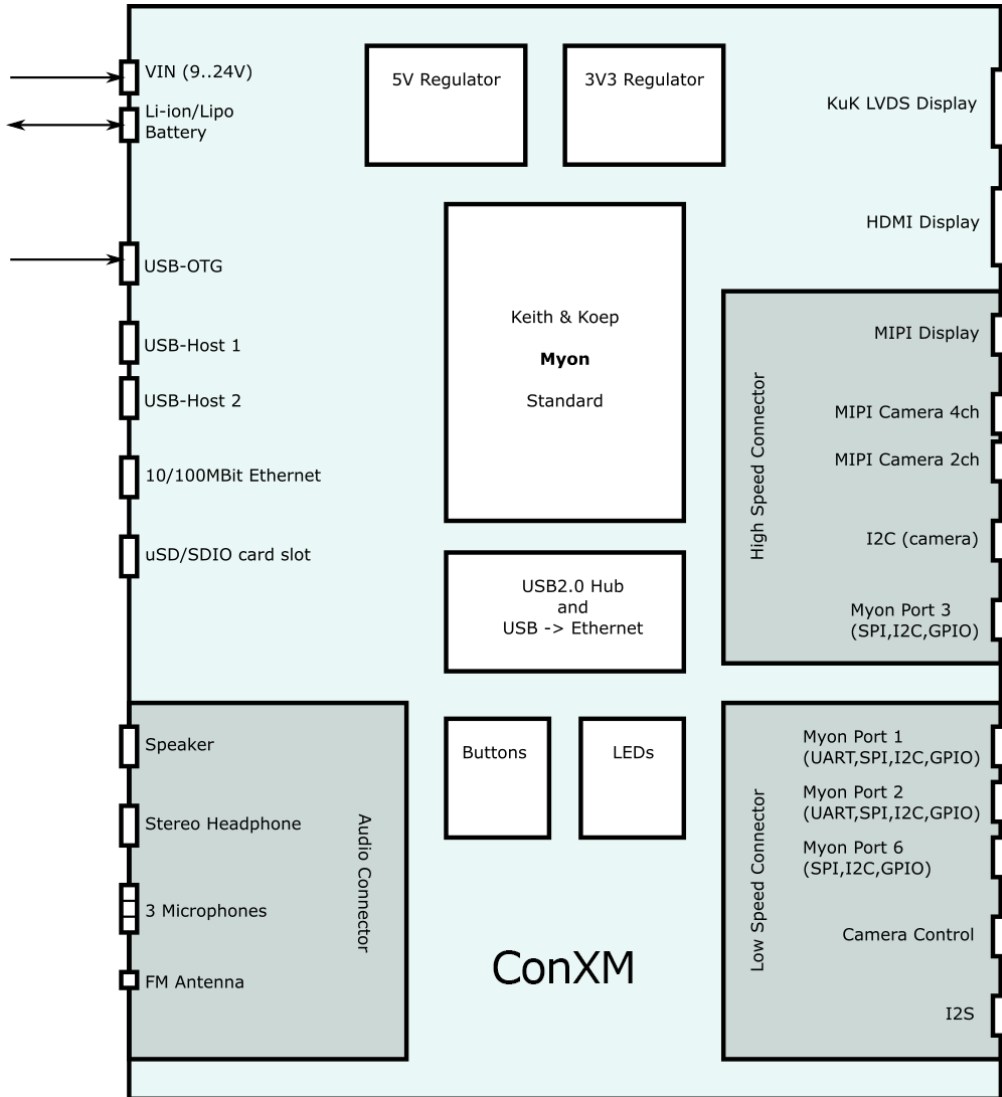 VIN (9..24V)
Li-ion/Lipo
Battery
USB-OTG
USB-Host 1
USB-Host 2
10/100MBit Ethernet
uSD/SDIO card slot
5V Regulator
3V3 Regulator
Keith & Koep
Myon
Standard
USB2.0 Hub
and
USB -> Ethernet
Buttons
LEDs
ConXM
KuK LVDS Display
HDMI Display
High Speed Connector
MIPI Display
MIPI Camera 4ch
MIPI Camera 2ch
I2C (camera)
Myon Port 3
(SPI,I2C,GPIO)
Audio Connector
Speaker
Stereo Headphone
3 Microphones
FM Antenna
Low Speed Connector
Myon Port 1
(UART,SPI,I2C,GPIO)
Myon Port 2
(UART,SPI,I2C,GPIO)
Myon Port 6
(SPI,I2C,GPIO)
Camera Control
I2S